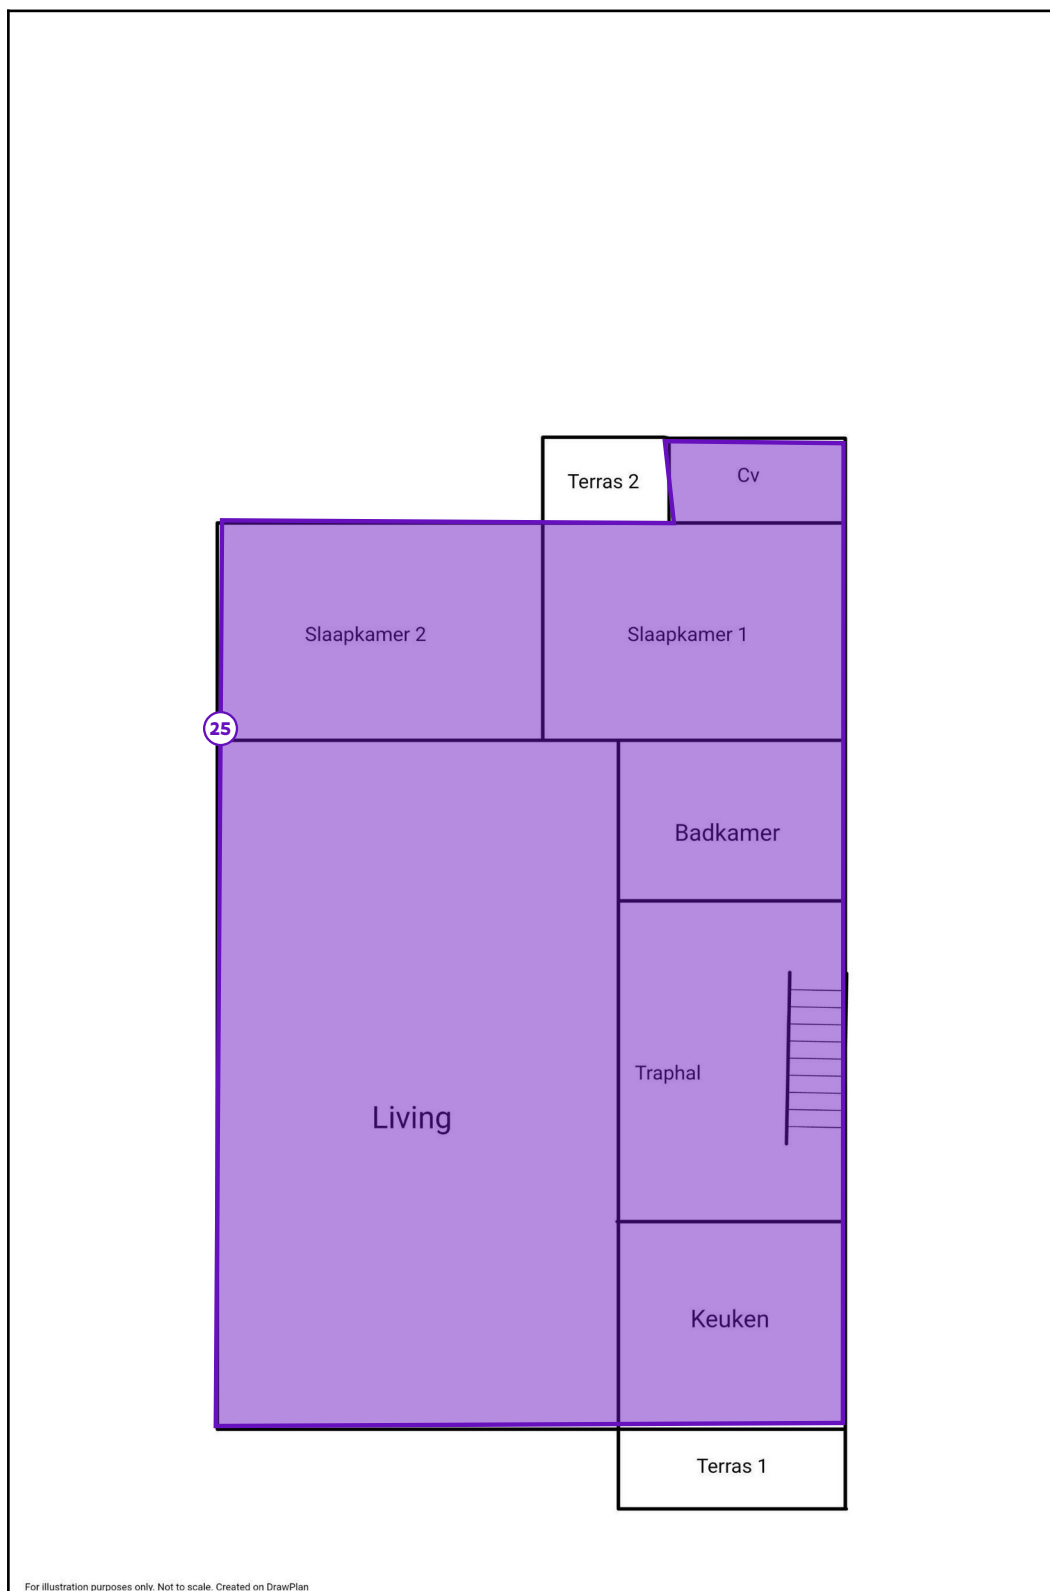 Terras 2
Cv
Slaapkamer 2
Slaapkamer 1
25
Badkamer
Traphal
Living
Keuken
Terras 1
For illustration purposes only. Not to scale. Created on DrawPlan